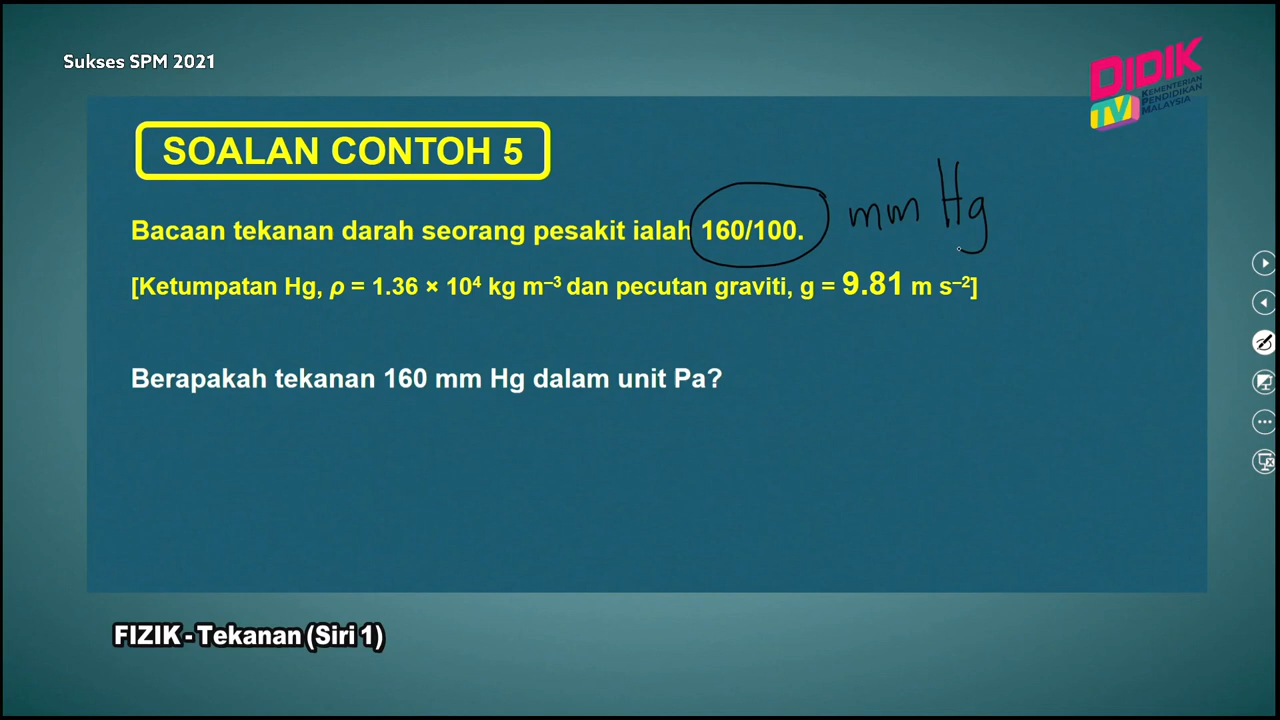 Sukses SPM 2021
DIDIK
TV
KEMENTERIAN
PENDIDIKAN
MALAYSIA
SOALAN CONTOH 5
Bacaan tekanan darah seorang pesakit ialah 160/100. mm Hg
[Ketumpatan Hg, ρ = 1.36 × 10⁴ kg m⁻³ dan pecutan graviti, g = 9.81 m s⁻²]
Berapakah tekanan 160 mm Hg dalam unit Pa?
FIZIK - Tekanan (Siri 1)